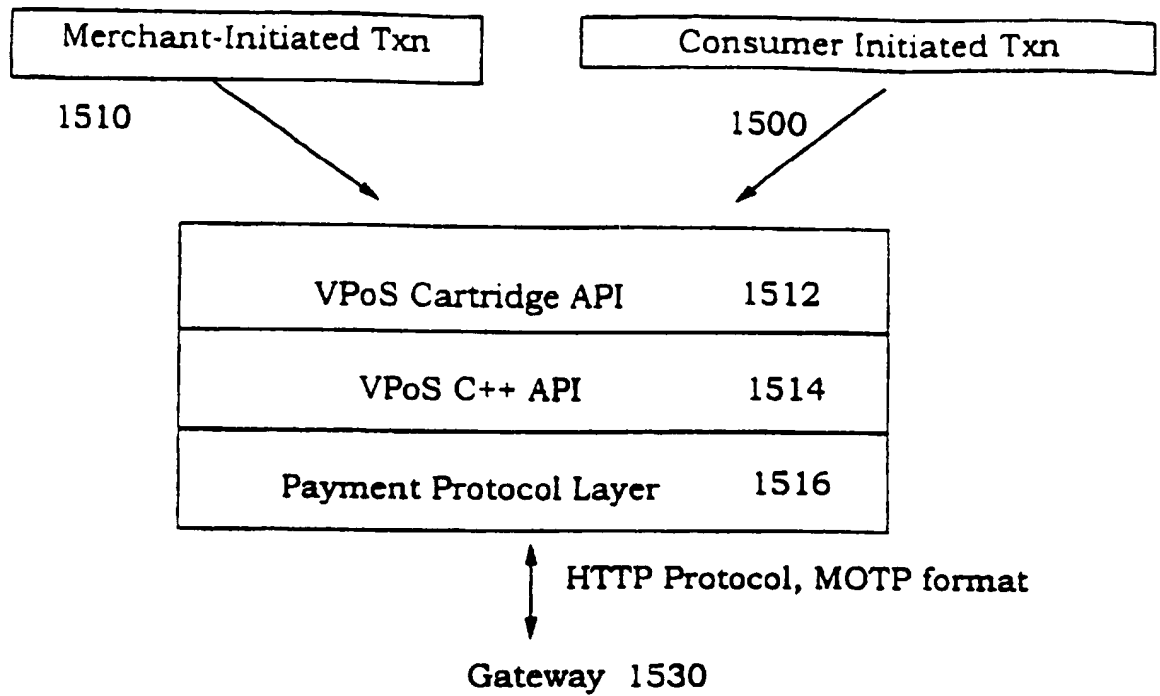 Merchant-Initiated Txn
Consumer Initiated Txn
1510
1500
VPoS Cartridge API 1512
VPoS C++ API 1514
Payment Protocol Layer 1516
HTTP Protocol, MOTP format
Gateway 1530